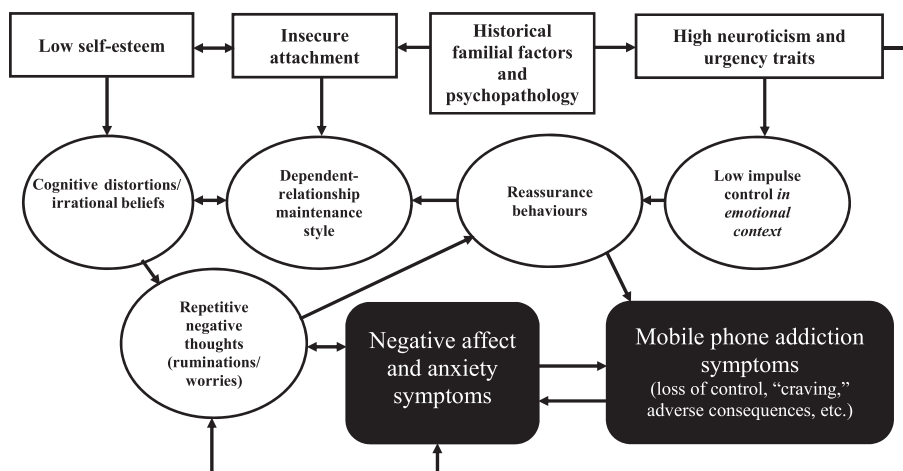 Low self-esteem
Insecure
attachment
Historical
familial factors
and
psychopathology
High neuroticism and
urgency traits
Cognitive distortions/
irrational beliefs
Dependent-
relationship
maintenance
style
Reassurance
behaviours
Low impulse
control in
emotional
context
Repetitive
negative
thoughts
(ruminations/
worries)
Negative affect
and anxiety
symptoms
Mobile phone addiction
symptoms
(loss of control, “craving,”
adverse consequences, etc.)